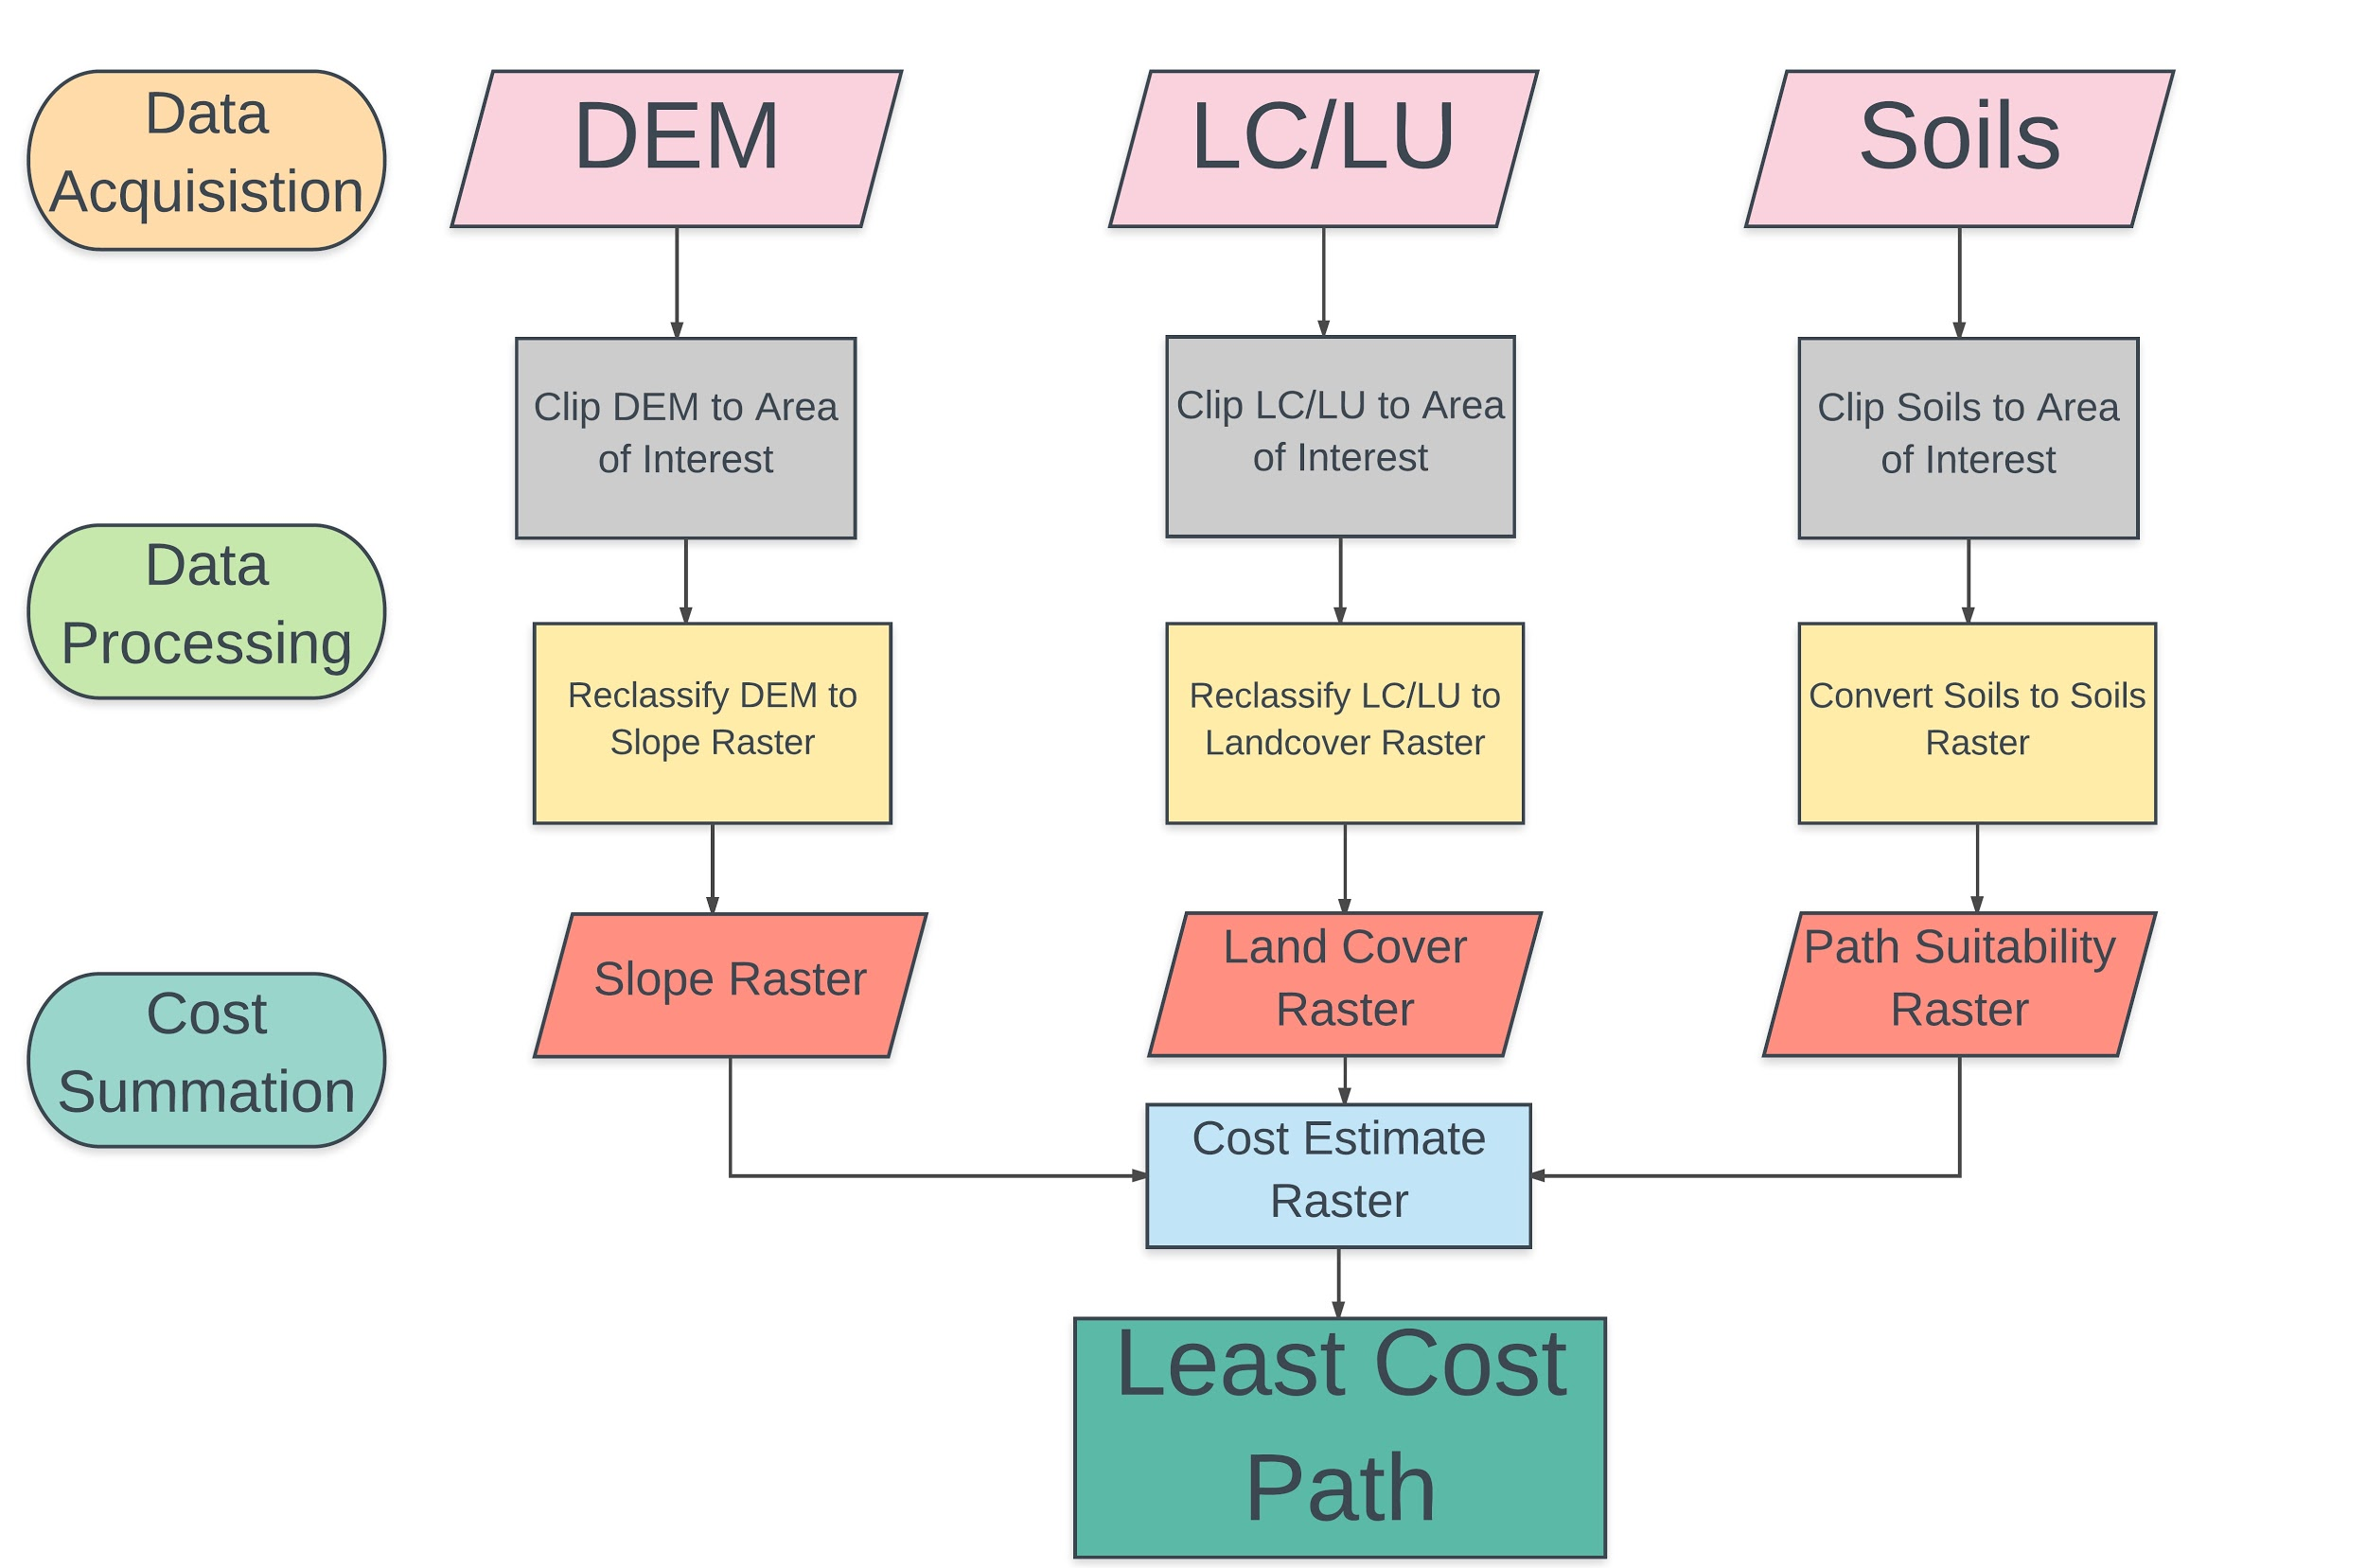 Data
Acquisistion
DEM
LC/LU
Soils
Clip DEM to Area
of Interest
Clip LC/LU to Area
of Interest
Clip Soils to Area
of Interest
Data
Processing
Reclassify DEM to
Slope Raster
Reclassify LC/LU to
Landcover Raster
Convert Soils to Soils
Raster
Cost
Summation
Slope Raster
Land Cover
Raster
Path Suitability
Raster
Cost Estimate
Raster
Least Cost
Path